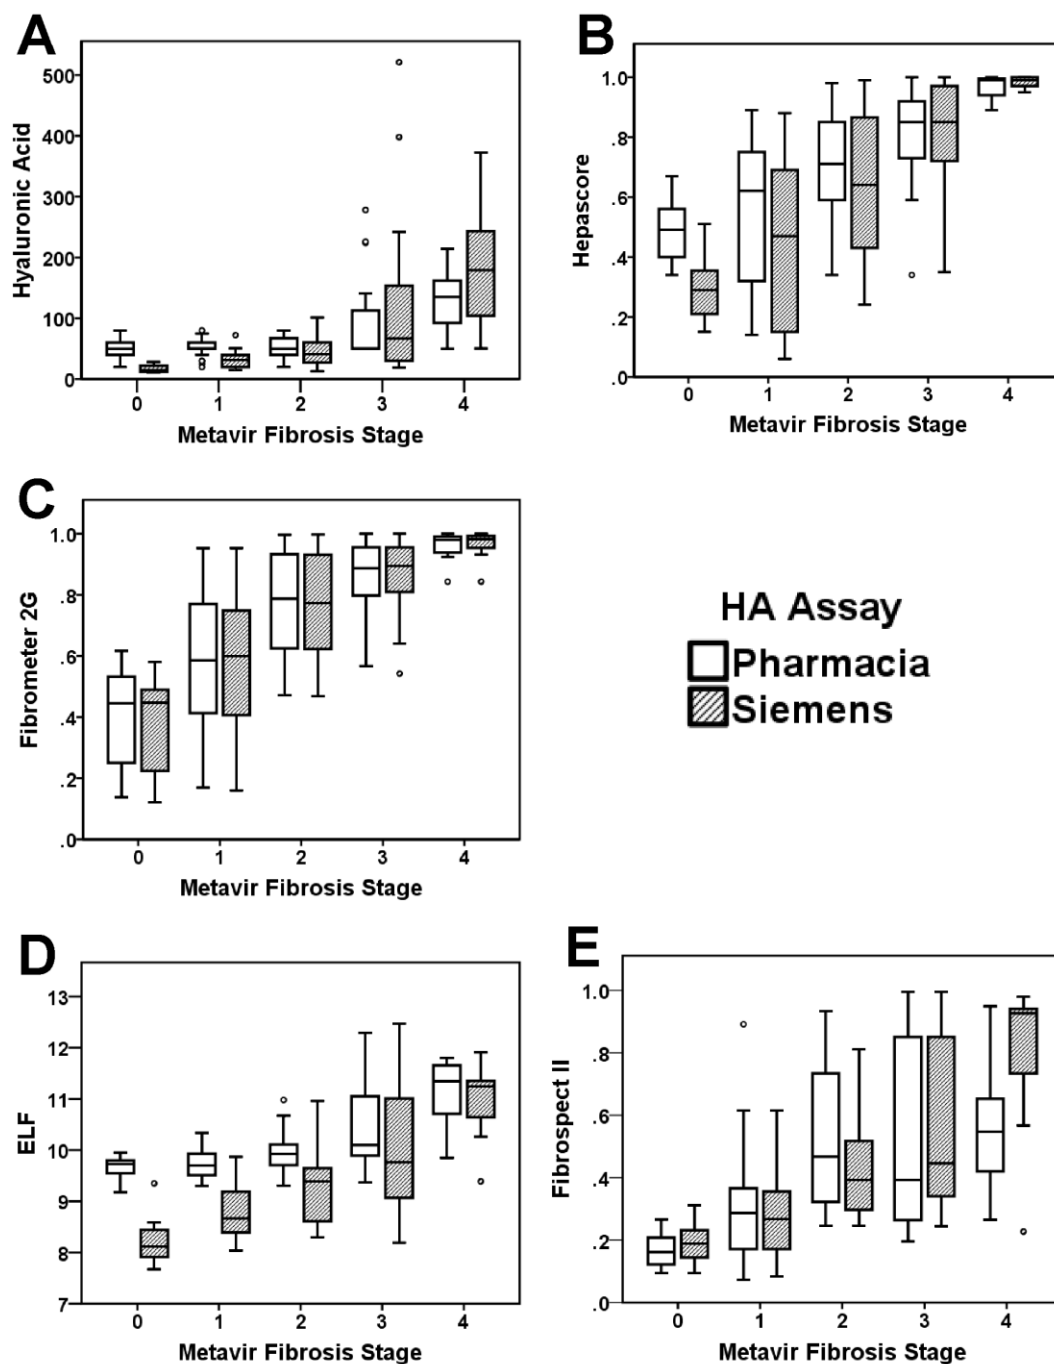 A
Hyaluronic Acid
500
400
300
200
100
0
0 1 2 3 4
Metavir Fibrosis Stage
B
Hepascore
1.0
.8
.6
.4
.2
.0
0 1 2 3 4
Metavir Fibrosis Stage
C
Fibrometer 2G
1.0
.8
.6
.4
.2
.0
0 1 2 3 4
Metavir Fibrosis Stage
HA Assay
Pharmacia
Siemens
D
ELF
13
12
11
10
9
8
7
0 1 2 3 4
Metavir Fibrosis Stage
E
Fibrospect II
1.0
.8
.6
.4
.2
.0
0 1 2 3 4
Metavir Fibrosis Stage